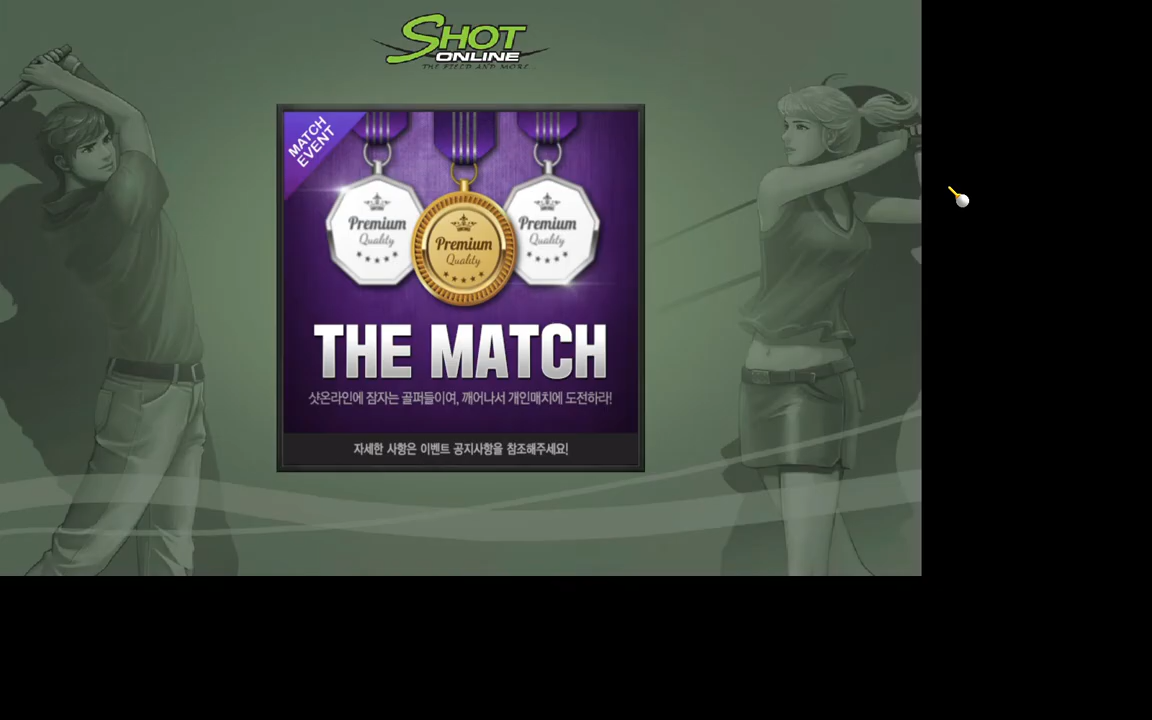 SHOT
ONLINE
THE FIELD AND MORE
MATCH
EVENT
Premium
Quality
Premium
Quality
Premium
Quality
THE MATCH
샷온라인에 잠자는 골퍼들이여, 깨어나서 개인매치에 도전하라!
자세한 사항은 이벤트 공지사항을 참조해주세요!